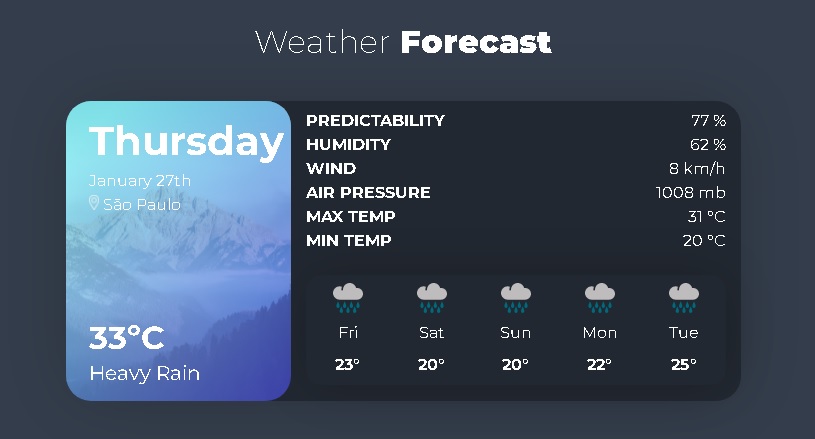 Weather Forecast
Thursday
January 27th
São Paulo
33°C
Heavy Rain
PREDICTABILITY 77 %
HUMIDITY 62 %
WIND 8 km/h
AIR PRESSURE 1008 mb
MAX TEMP 31 °C
MIN TEMP 20 °C
Fri Sat Sun Mon Tue
23° 20° 20° 22° 25°